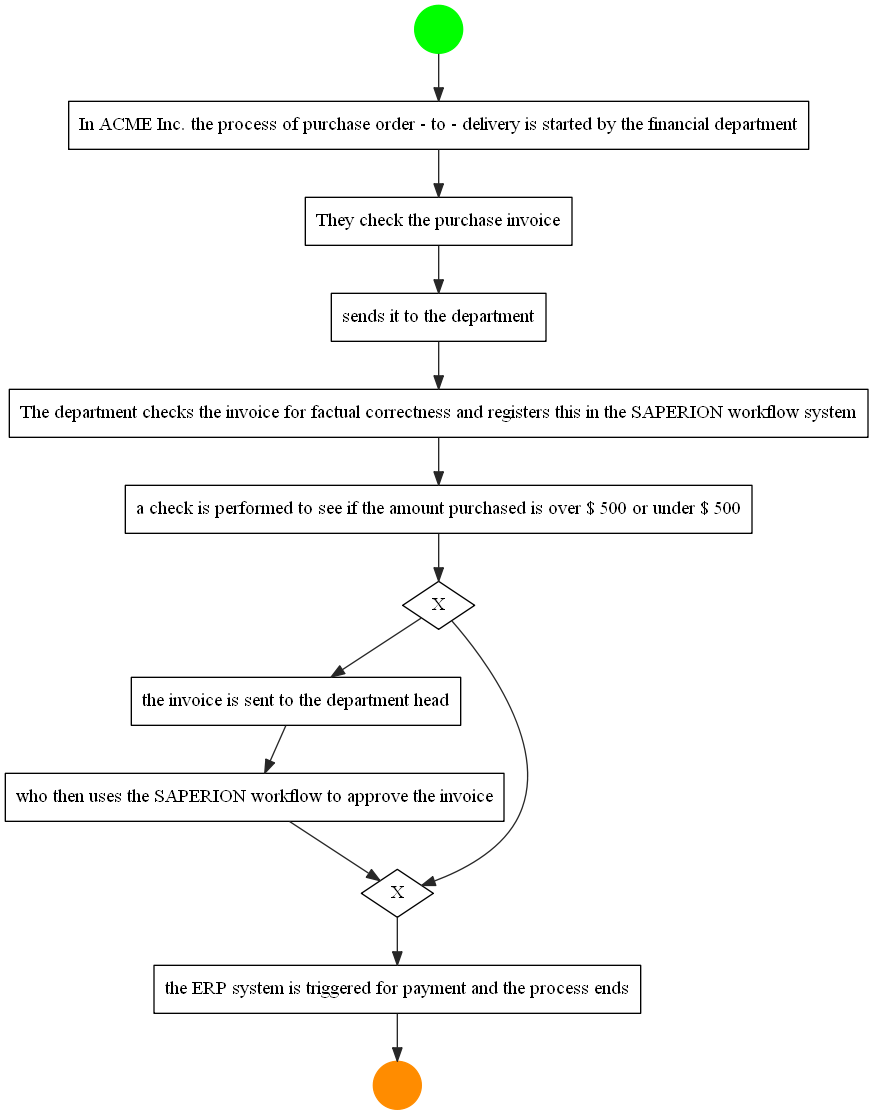 In ACME Inc. the process of purchase order - to - delivery is started by the financial department
They check the purchase invoice
sends it to the department
The department checks the invoice for factual correctness and registers this in the SAPERION workflow system
a check is performed to see if the amount purchased is over $ 500 or under $ 500
X
the invoice is sent to the department head
who then uses the SAPERION workflow to approve the invoice
X
the ERP system is triggered for payment and the process ends